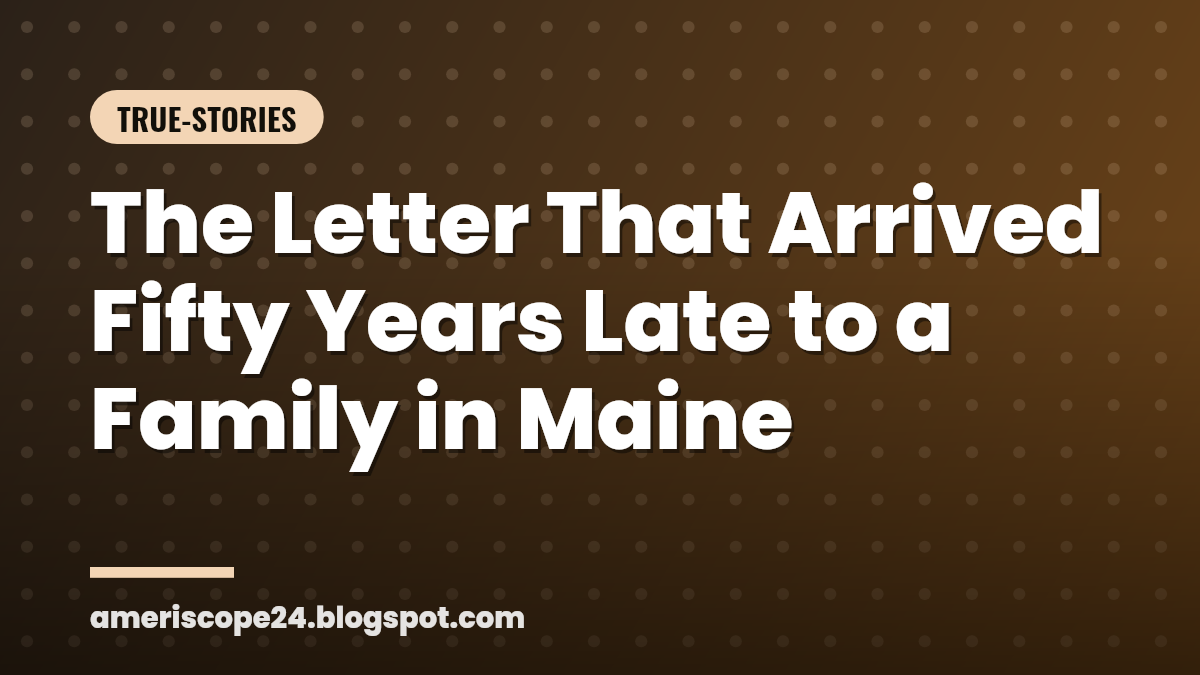 TRUE-STORIES
The Letter That Arrived
Fifty Years Late to a
Family in Maine
ameriscope24.blogspot.com